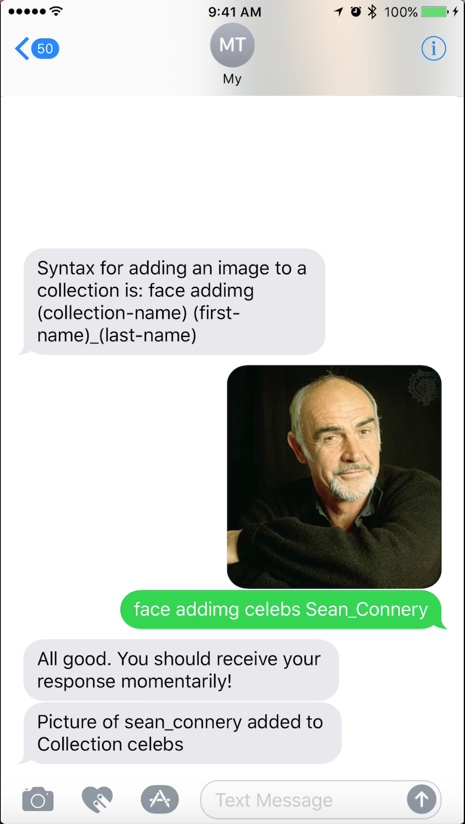 9:41 AM
100%
50
MT
My
Syntax for adding an image to a
collection is: face addimg
(collection-name) (first-
name)_(last-name)
face addimg celebs Sean_Connery
All good. You should receive your
response momentarily!
Picture of sean_connery added to
Collection celebs
Text Message